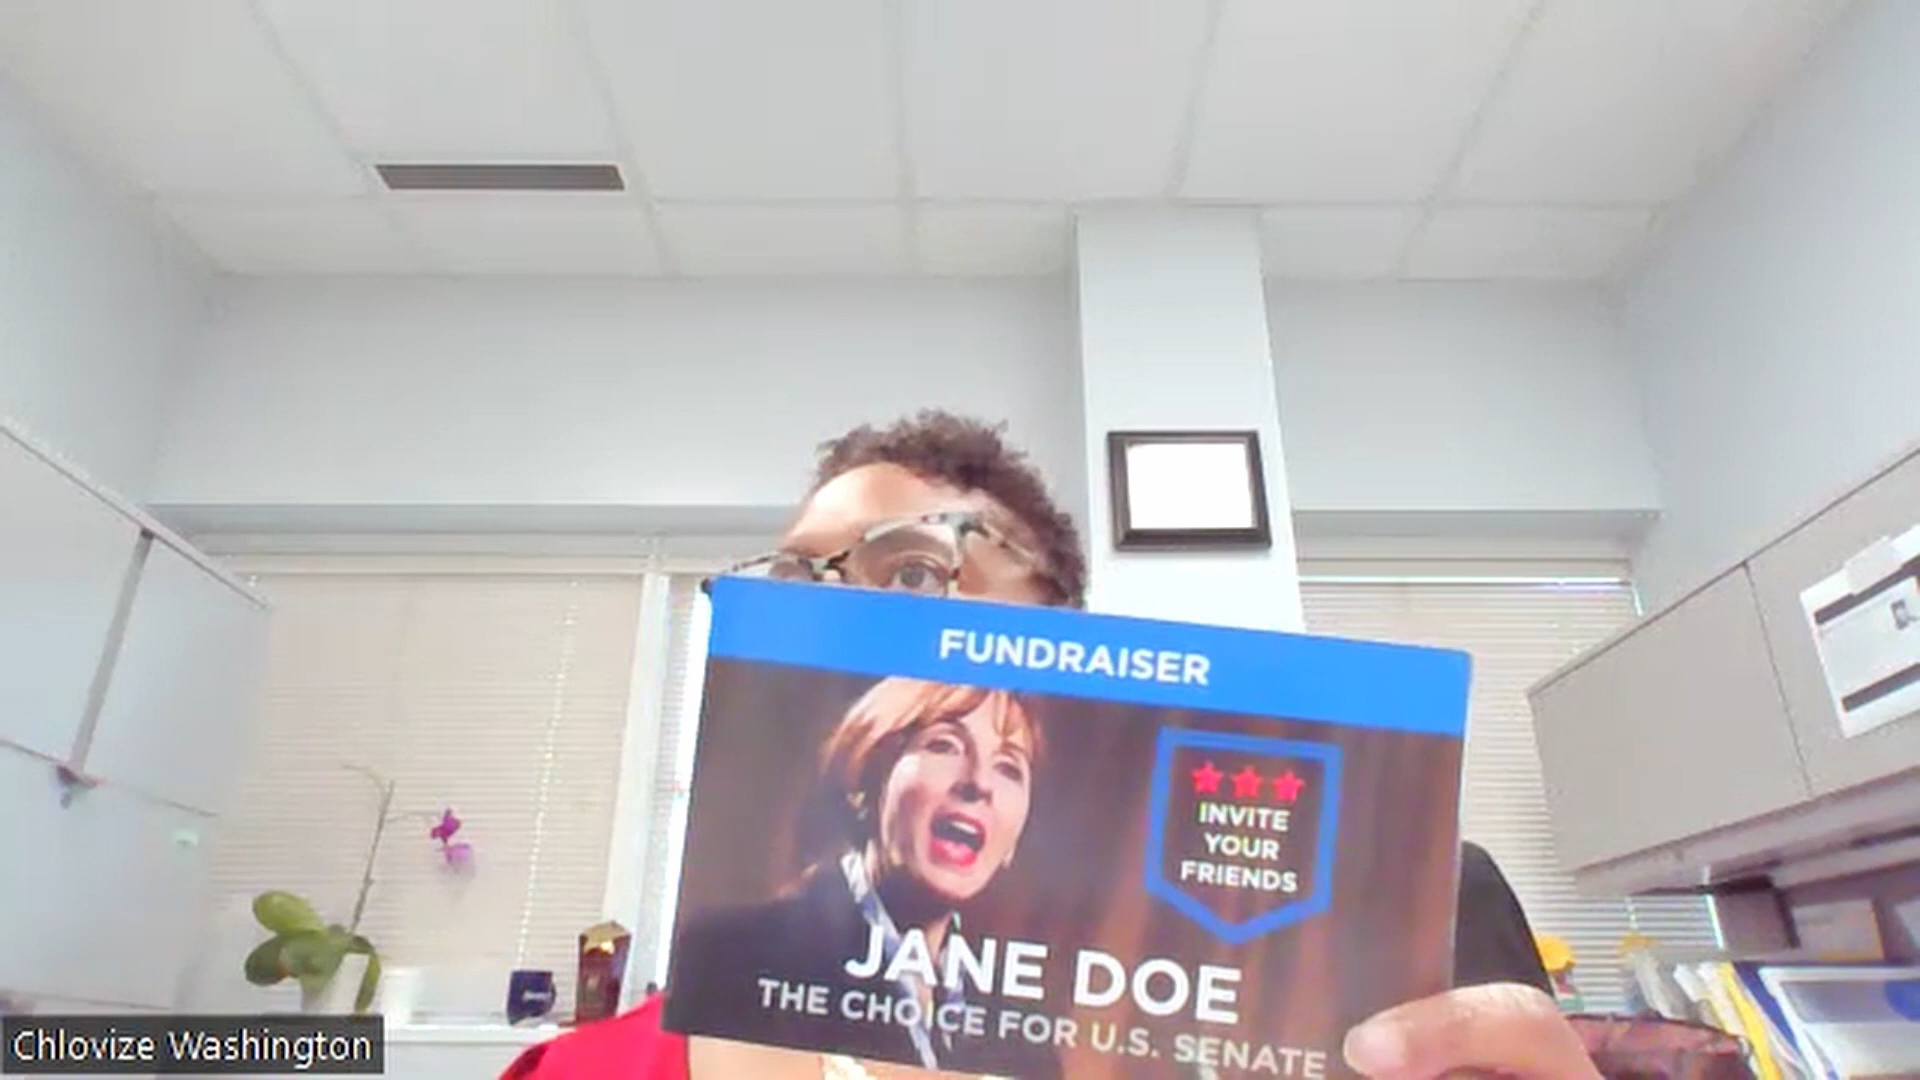 FUNDRAISER
INVITE
YOUR
FRIENDS
JANE DOE
THE CHOICE FOR U.S. SENATE
Chlovize Washington